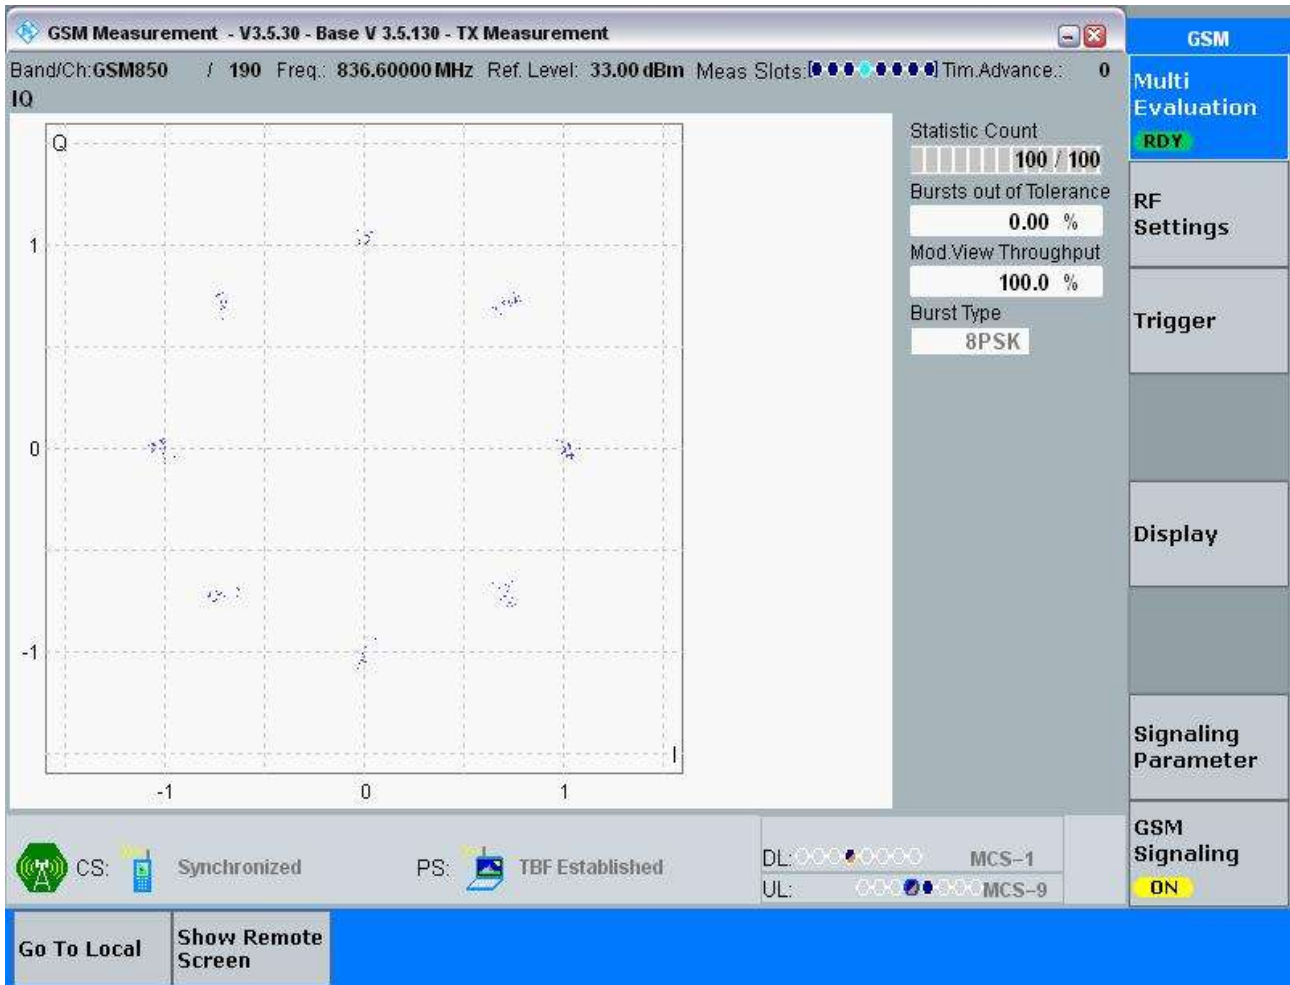 GSM Measurement - V3.5.30 - Base V 3.5.130 - TX Measurement
Band/Ch:GSM850 / 190 Freq.: 836.60000 MHz Ref. Level: 33.00 dBm Meas Slots: Tim.Advance.: 0
IQ
Q
1
0
-1
I
-1 0 1
Statistic Count
100 / 100
Bursts out of Tolerance
0.00 %
Mod.View Throughput
100.0 %
Burst Type
8PSK
CS: Synchronized
PS: TBF Established
DL: MCS-1
UL: MCS-9
GSM
Multi
Evaluation
RDY
RF
Settings
Trigger
Display
Signaling
Parameter
GSM
Signaling
ON
Go To Local
Show Remote
Screen